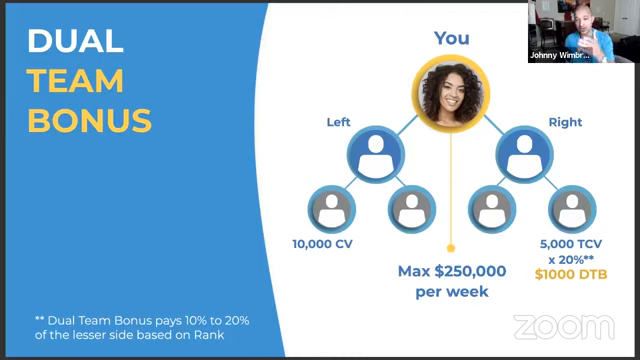 DUAL
TEAM
BONUS
You
Johnny Wimbr...
Left
Right
10,000 CV
5,000 TCV
x 20%**
$1000 DTB
Max $250,000
per week
** Dual Team Bonus pays 10% to 20%
of the lesser side based on Rank
zoom